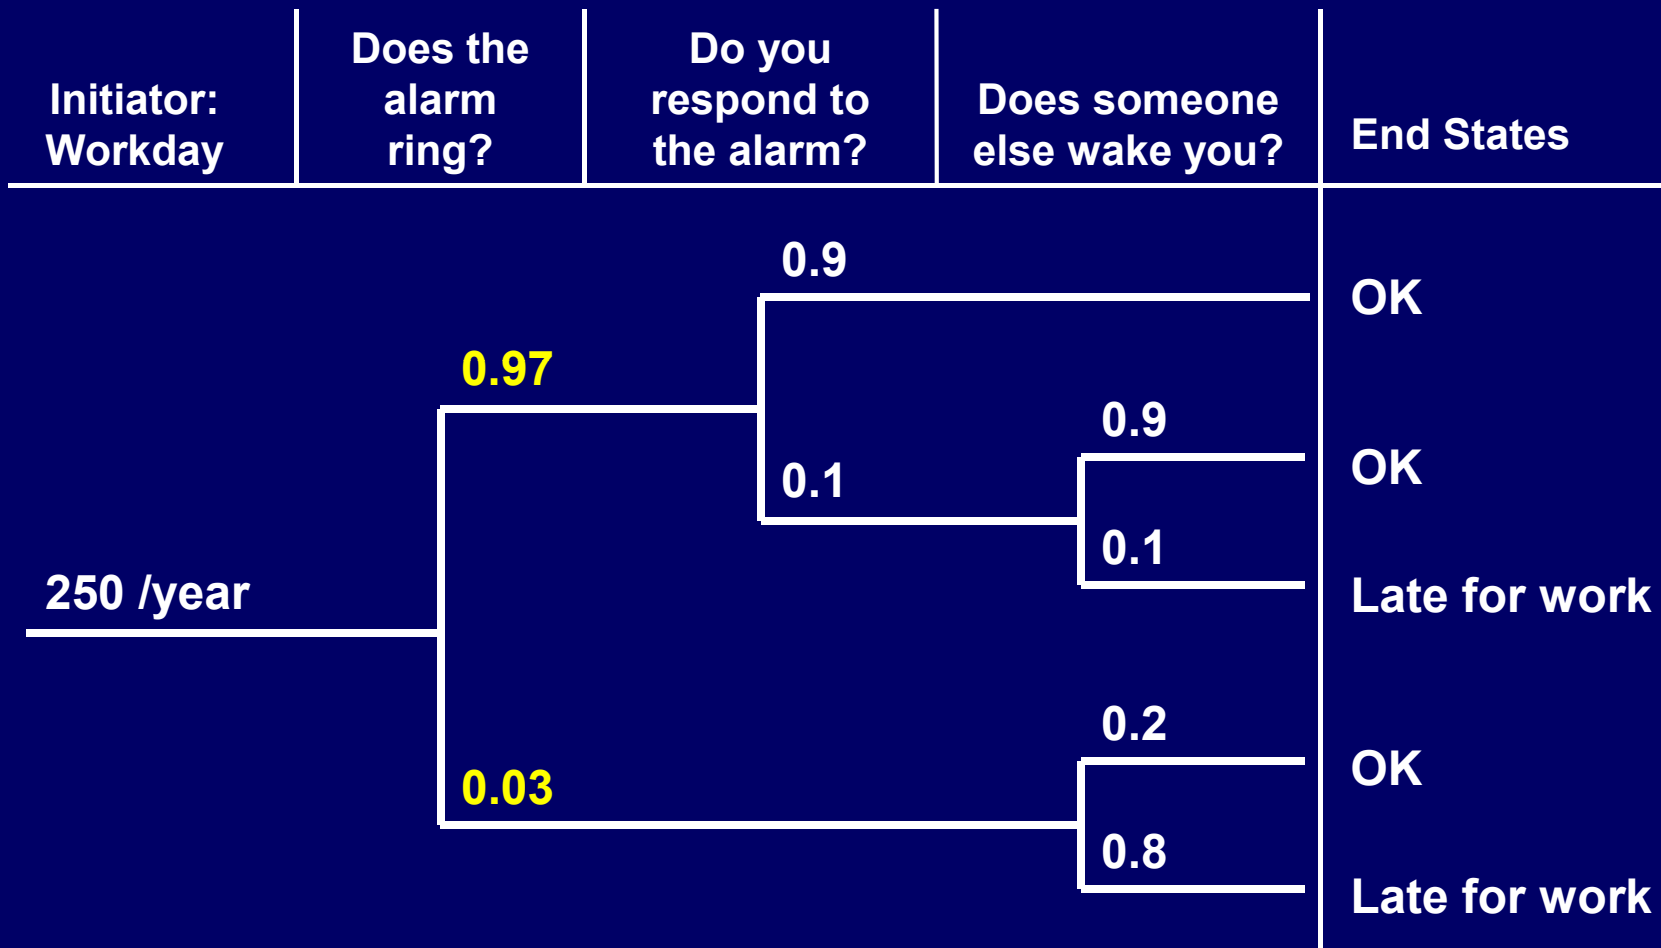 Initiator:
Workday
Does the
alarm
ring?
Do you
respond to
the alarm?
Does someone
else wake you?
End States
0.9
OK
0.97
0.9
OK
0.1
0.1
250 /year
Late for work
0.2
OK
0.03
0.8
Late for work